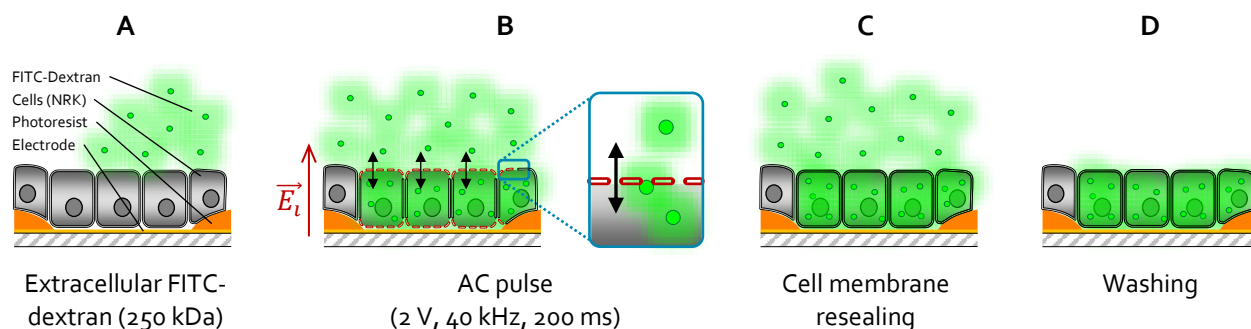 A
B
C
D
FITC-Dextran
Cells (NRK)
Photoresist
Electrode
E_l
Extracellular FITC-
dextran (250 kDa)
AC pulse
(2 V, 40 kHz, 200 ms)
Cell membrane
resealing
Washing